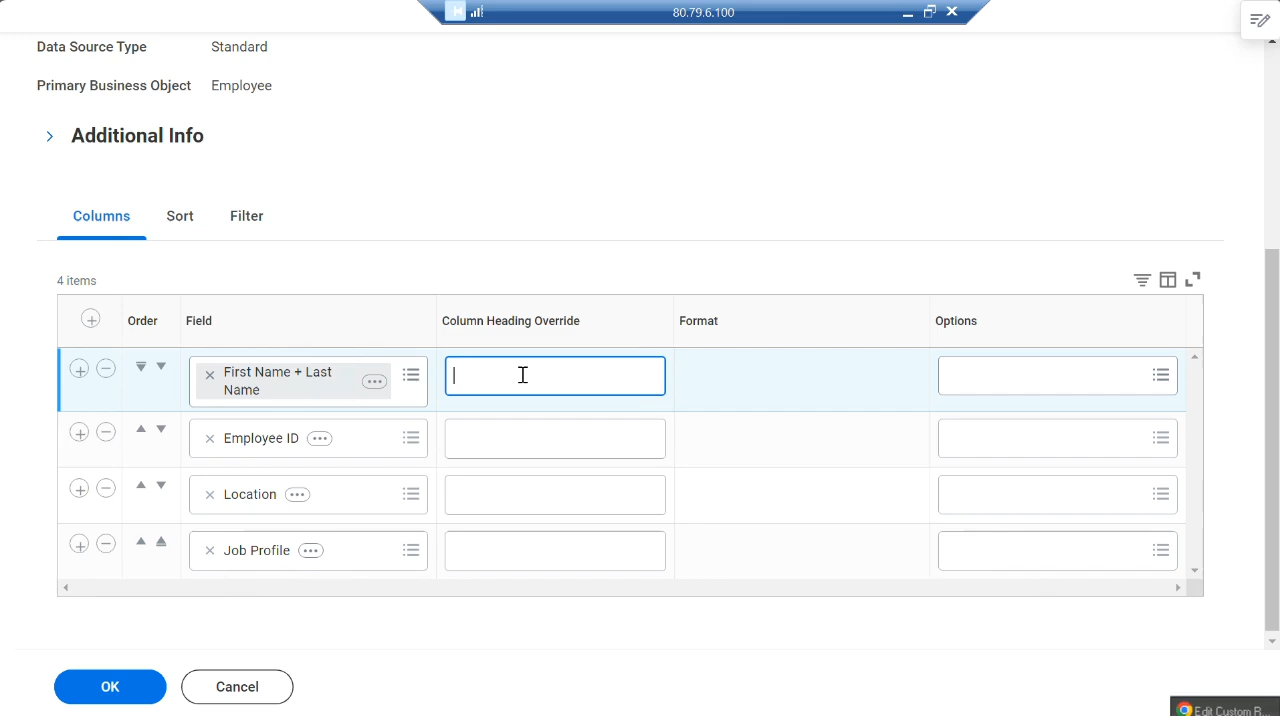 80.79.6.100
Data Source Type Standard
Primary Business Object Employee
Additional Info
Columns Sort Filter
4 items
Order Field Column Heading Override Format Options
First Name + Last
Name
Employee ID
Location
Job Profile
OK Cancel
Edit Custom R...